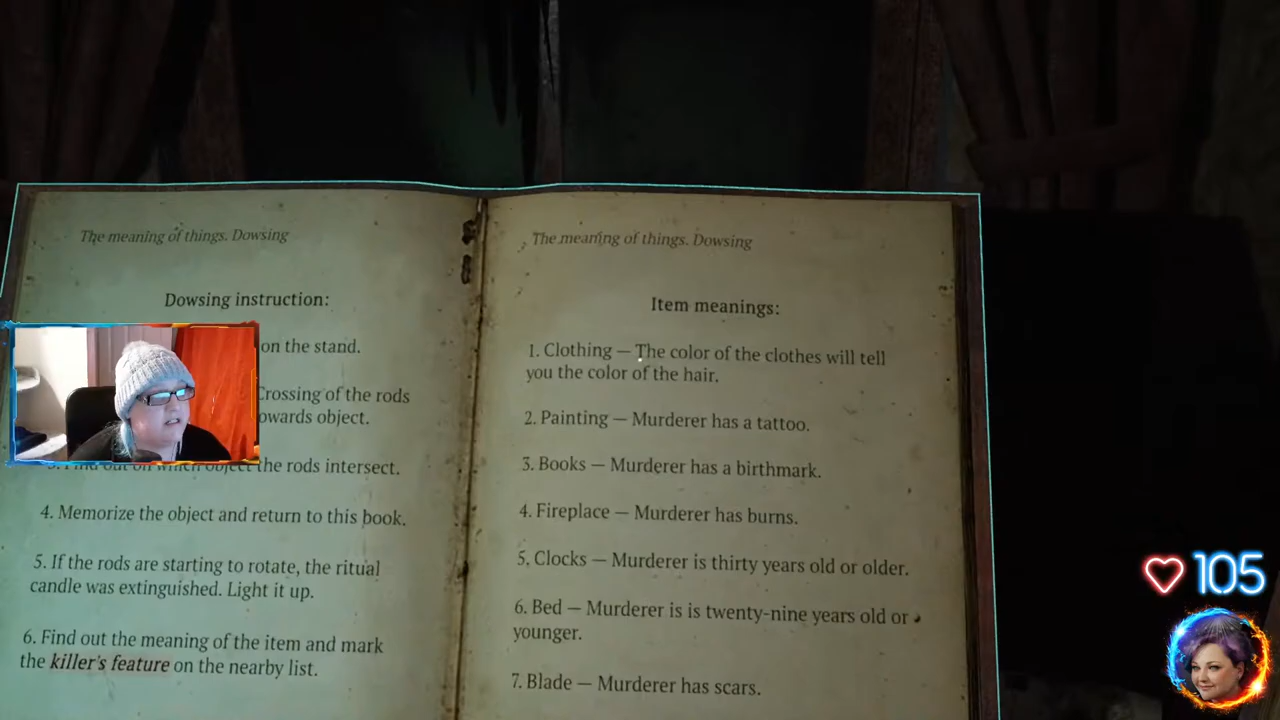 The meaning of things. Dowsing
Dowsing instruction:
on the stand.
Crossing of the rods
owards object.
the rods intersect.
4. Memorize the object and return to this book.
5. If the rods are starting to rotate, the ritual
candle was extinguished. Light it up.
6. Find out the meaning of the item and mark
the killer's feature on the nearby list.
The meaning of things. Dowsing
Item meanings:
1. Clothing — The color of the clothes will tell
you the color of the hair.
2. Painting — Murderer has a tattoo.
3. Books — Murderer has a birthmark.
4. Fireplace — Murderer has burns.
5. Clocks — Murderer is thirty years old or older.
6. Bed — Murderer is is twenty-nine years old or
younger.
7. Blade — Murderer has scars.
105